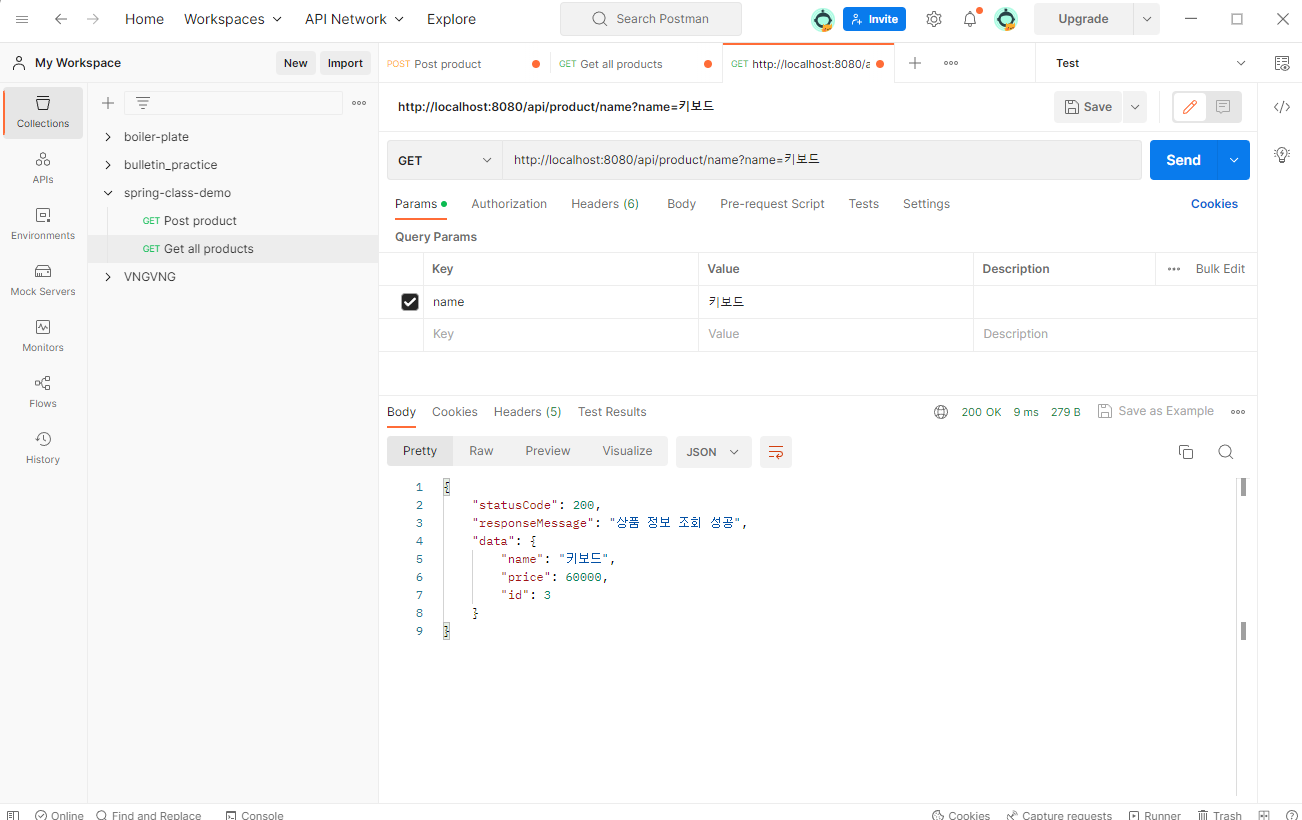 Home Workspaces API Network Explore Search Postman Invite Upgrade
My Workspace New Import POST Post product GET Get all products GET http://localhost:8080/a Test
http://localhost:8080/api/product/name?name=키보드 Save
Collections
APIs
Environments
Mock Servers
Monitors
Flows
History
boiler-plate
bulletin_practice
spring-class-demo
GET Post product
GET Get all products
VNGVNG
GET http://localhost:8080/api/product/name?name=키보드 Send
Params Authorization Headers (6) Body Pre-request Script Tests Settings Cookies
Query Params
Key Value Description Bulk Edit
name 키보드
Key Value Description
Body Cookies Headers (5) Test Results 200 OK 9 ms 279 B Save as Example
Pretty Raw Preview Visualize JSON
1 {
2 "statusCode": 200,
3 "responseMessage": "상품 정보 조회 성공",
4 "data": {
5 "name": "키보드",
6 "price": 60000,
7 "id": 3
8 }
9 }
Online Find and Replace Console Cookies Capture requests Runner Trash